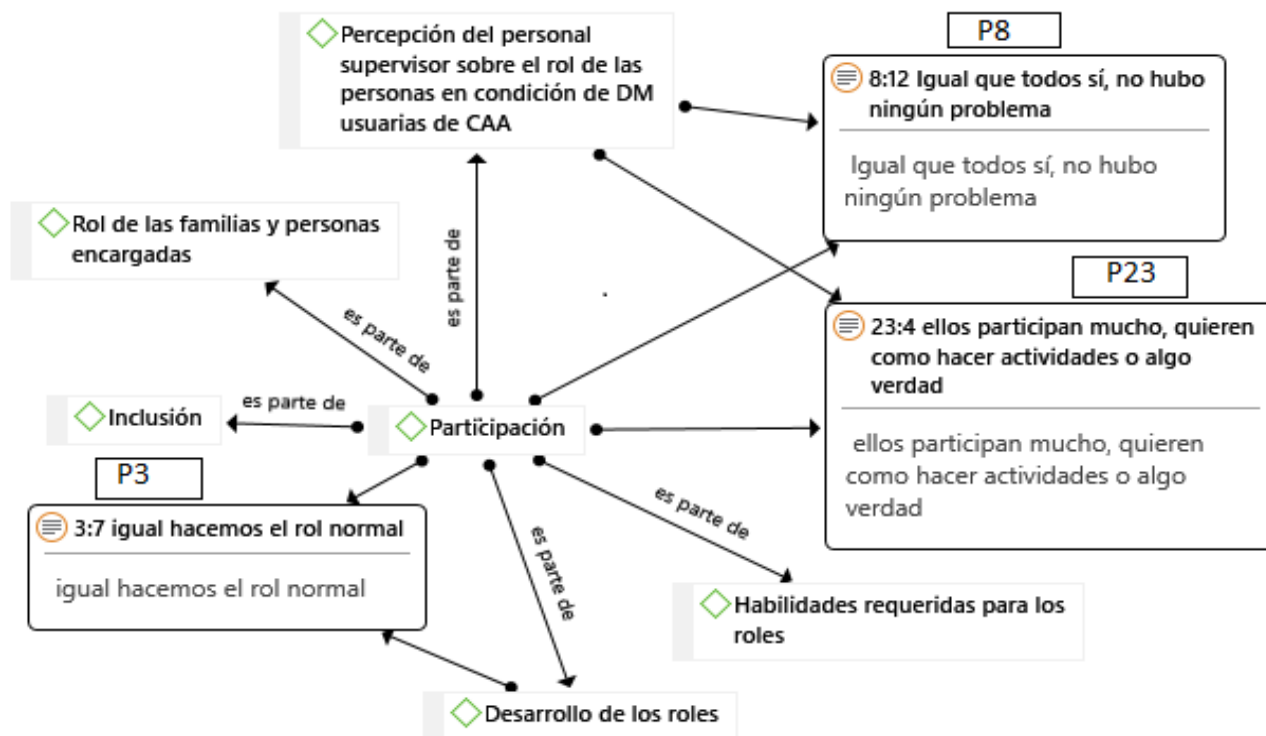 Percepción del personal
supervisor sobre el rol de las
personas en condición de DM
usuarias de CAA
P8
8:12 Igual que todos sí, no hubo
ningún problema
Igual que todos sí, no hubo
ningún problema
Rol de las familias y personas
encargadas
es parte de
es parte de
P23
23:4 ellos participan mucho, quieren
como hacer actividades o algo
verdad
ellos participan mucho, quieren
como hacer actividades o algo
verdad
Inclusión
es parte de
Participación
P3
3:7 igual hacemos el rol normal
igual hacemos el rol normal
es parte de
es parte de
Habilidades requeridas para los
roles
Desarrollo de los roles